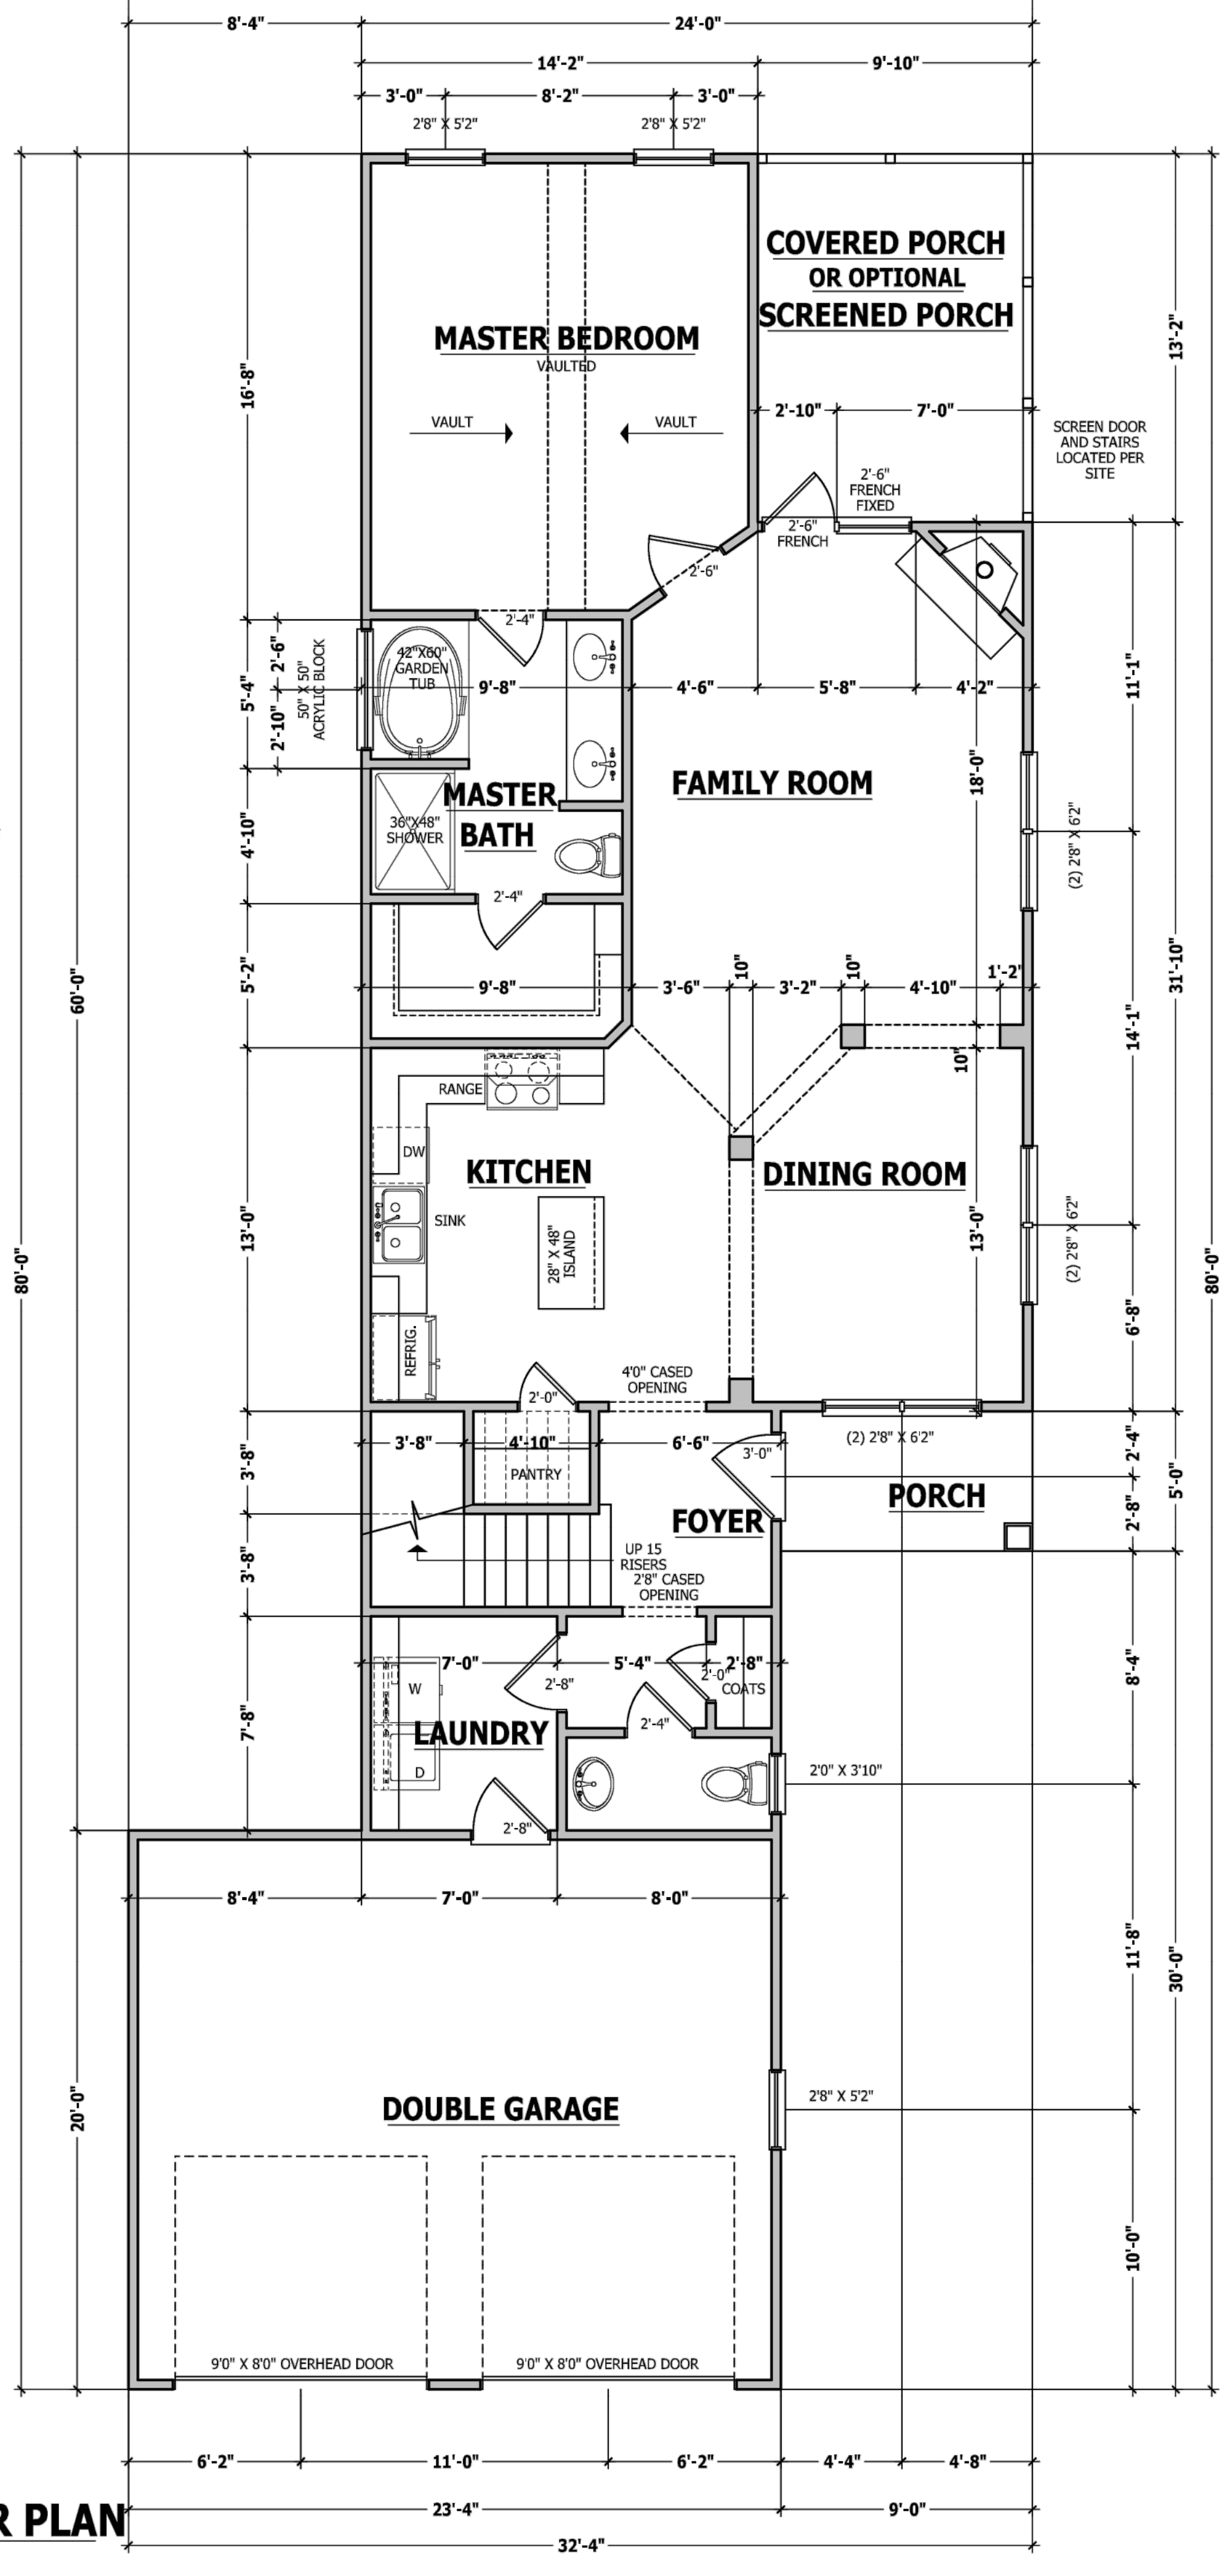 8'-4"
24'-0"
14'-2"
9'-10"
3'-0"
8'-2"
3'-0"
2'8" X 5'2"
2'8" X 5'2"
COVERED PORCH
OR OPTIONAL
SCREENED PORCH
MASTER BEDROOM
VAULTED
13'-2"
16'-8"
VAULT
VAULT
2'-10"
7'-0"
SCREEN DOOR
AND STAIRS
LOCATED PER
SITE
2'-6"
FRENCH
FIXED
2'-6"
FRENCH
2'-6"
2'-4"
42"X60"
GARDEN
TUB
5'-4"
2'-6"
2'-10"
50" X 50"
ACRYLIC BLOCK
9'-8"
4'-6"
5'-8"
4'-2"
11'-1"
18'-0"
FAMILY ROOM
MASTER
BATH
36"X48"
SHOWER
4'-10"
(2) 2'8" X 6'2"
2'-4"
60'-0"
5'-2"
9'-8"
3'-6"
10"
3'-2"
10"
4'-10"
1'-2"
31'-10"
14'-1"
10"
RANGE
DW
KITCHEN
DINING ROOM
SINK
28" X 48"
ISLAND
80'-0"
13'-0"
13'-0"
(2) 2'8" X 6'2"
80'-0"
6'-8"
REFRIG.
4'0" CASED
OPENING
2'-0"
3'-8"
3'-8"
4'-10"
6'-6"
(2) 2'8" X 6'2"
3'-0"
2'-4"
PANTRY
PORCH
5'-0"
2'-8"
FOYER
UP 15
RISERS
2'8" CASED
OPENING
3'-8"
7'-0"
5'-4"
2'-8"
8'-4"
2'-8"
2'-0"
COATS
W
LAUNDRY
2'-4"
7'-8"
D
2'0" X 3'10"
2'-8"
8'-4"
7'-0"
8'-0"
11'-8"
30'-0"
DOUBLE GARAGE
20'-0"
2'8" X 5'2"
10'-0"
9'0" X 8'0" OVERHEAD DOOR
9'0" X 8'0" OVERHEAD DOOR
6'-2"
11'-0"
6'-2"
4'-4"
4'-8"
23'-4"
9'-0"
R PLAN
32'-4"